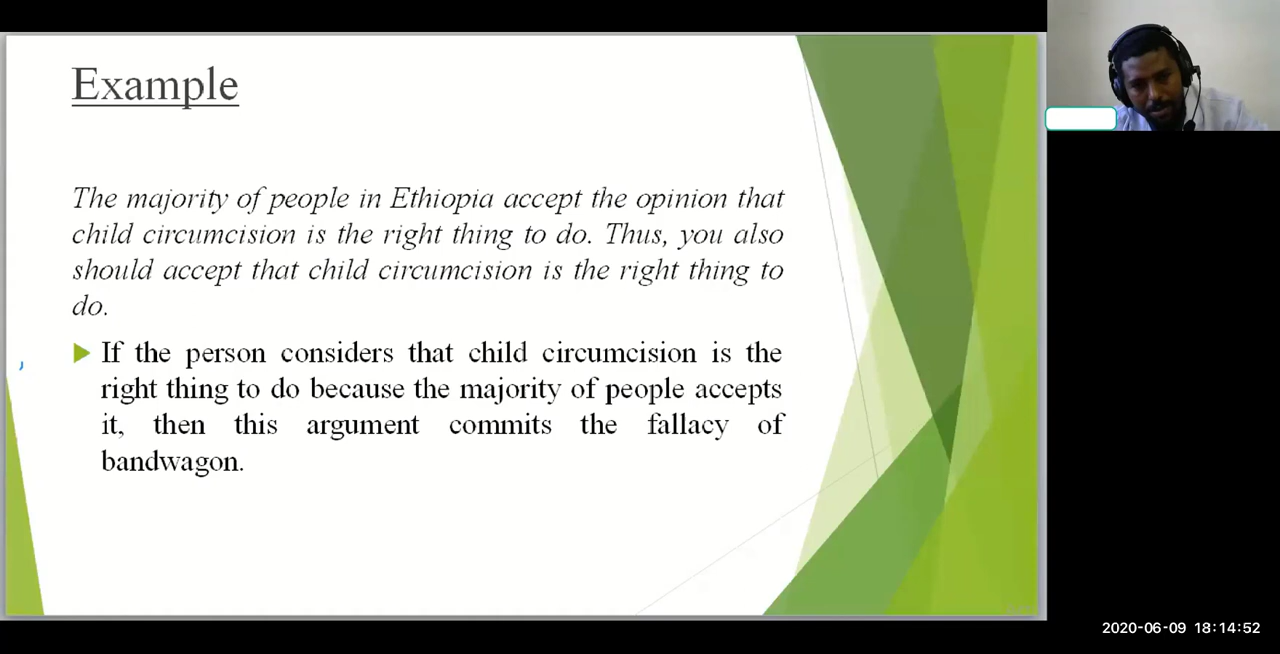 Example
The majority of people in Ethiopia accept the opinion that
child circumcision is the right thing to do. Thus, you also
should accept that child circumcision is the right thing to
do.
If the person considers that child circumcision is the
right thing to do because the majority of people accepts
it, then this argument commits the fallacy of
bandwagon.
2020-06-09 18:14:52